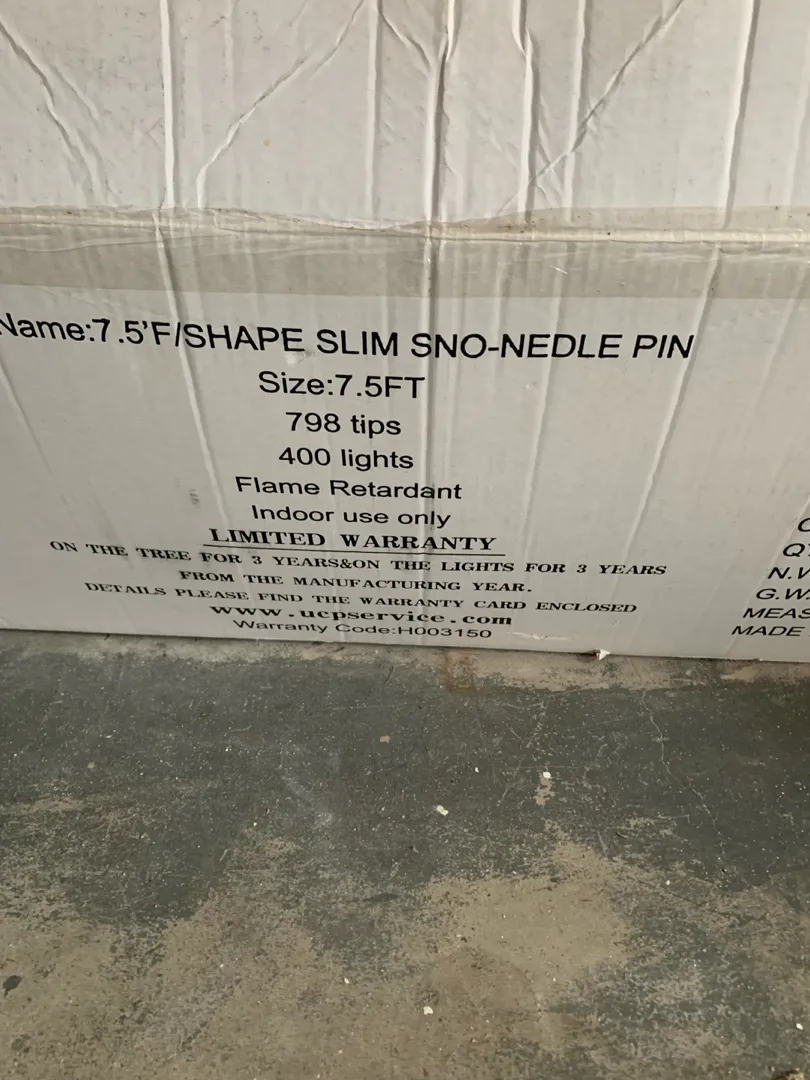 Name:7.5'F/SHAPE SLIM SNO-NEDLE PIN
Size:7.5FT
798 tips
400 lights
Flame Retardant
Indoor use only
LIMITED WARRANTY
ON THE TREE FOR 3 YEARS&ON THE LIGHTS FOR 3 YEARS
FROM THE MANUFACTURING YEAR.
DETAILS PLEASE FIND THE WARRANTY CARD ENCLOSED
www.ucpservice.com
Warranty Code:H003150
N.W
G.W.
MEAS
MADE